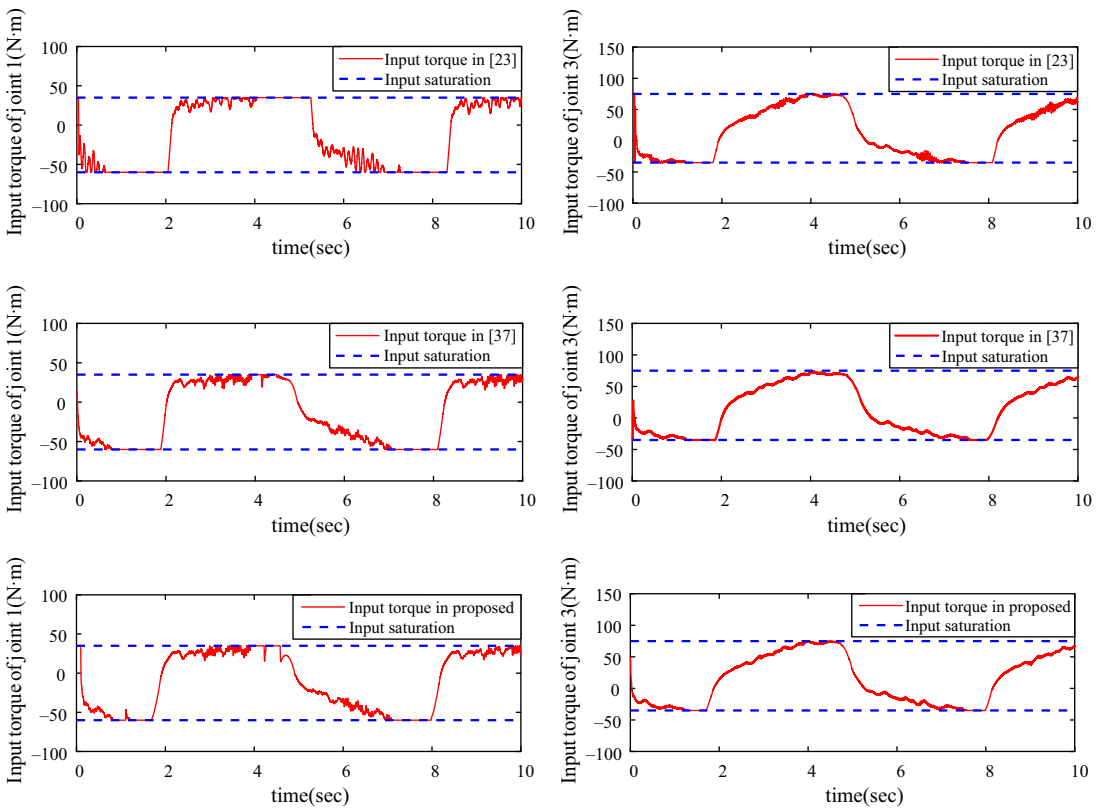 Input torque of j oint 1(N·m)
100
50
0
−50
−100
Input torque in [23]
Input saturation
0 2 4 6 8 10
time(sec)
Input torque of j oint 3(N·m)
150
100
50
0
−50
−100
Input torque in [23]
Input saturation
0 2 4 6 8 10
time(sec)
Input torque of j oint 1(N·m)
100
50
0
−50
−100
Input torque in [37]
Input saturation
0 2 4 6 8 10
time(sec)
Input torque of j oint 3(N·m)
150
100
50
0
−50
−100
Input torque in [37]
Input saturation
0 2 4 6 8 10
time(sec)
Input torque of j oint 1(N·m)
100
50
0
−50
−100
Input torque in proposed
Input saturation
0 2 4 6 8 10
time(sec)
Input torque of j oint 3(N·m)
150
100
50
0
−50
−100
Input torque in proposed
Input saturation
0 2 4 6 8 10
time(sec)